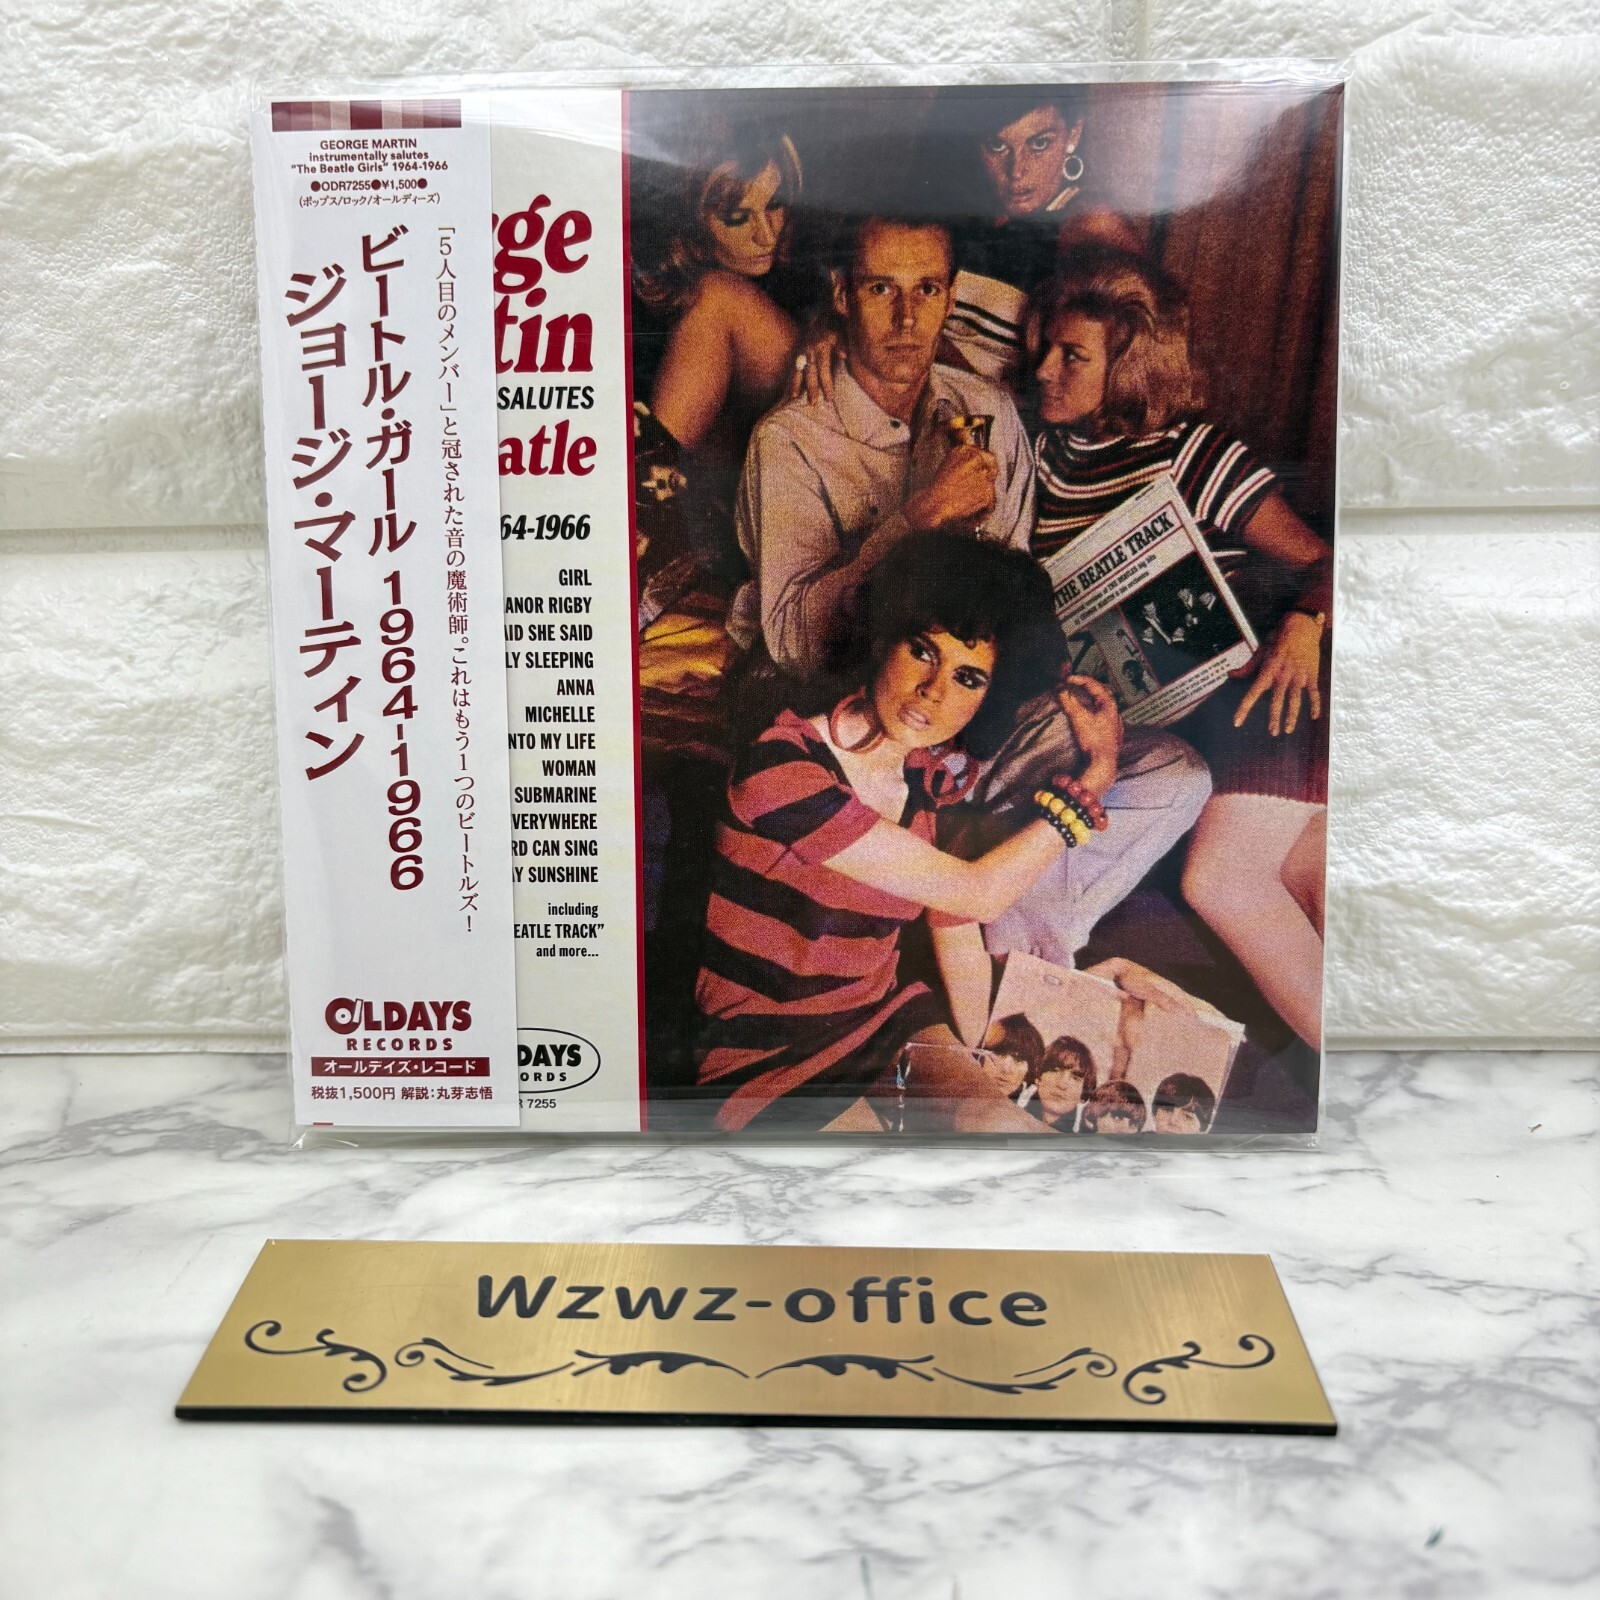 GEORGE MARTIN
instrumentally salutes
"The Beatle Girls" 1964-1966
●ODR7255●¥1,500●
(ポップス/ロック/オールディーズ)
「5人目のメンバー」と冠された音の魔術師。これはもう1つのビートルズ!
ビートル・ガール 1964-1966
ジョージ・マーティン
OLDAYS
RECORDS
オールデイズ・レコード
税抜1,500円 解説:丸芽志悟
rge
tin
SALUTES
atle
64-1966
GIRL
ANOR RIGBY
AID SHE SAID
LY SLEEPING
ANNA
MICHELLE
NTO MY LIFE
WOMAN
SUBMARINE
VERYWHERE
RD CAN SING
AY SUNSHINE
including
EATLE TRACK"
and more...
DAYS
ORDS
R 7255
THE BEATLE TRACK
Wzwz-office